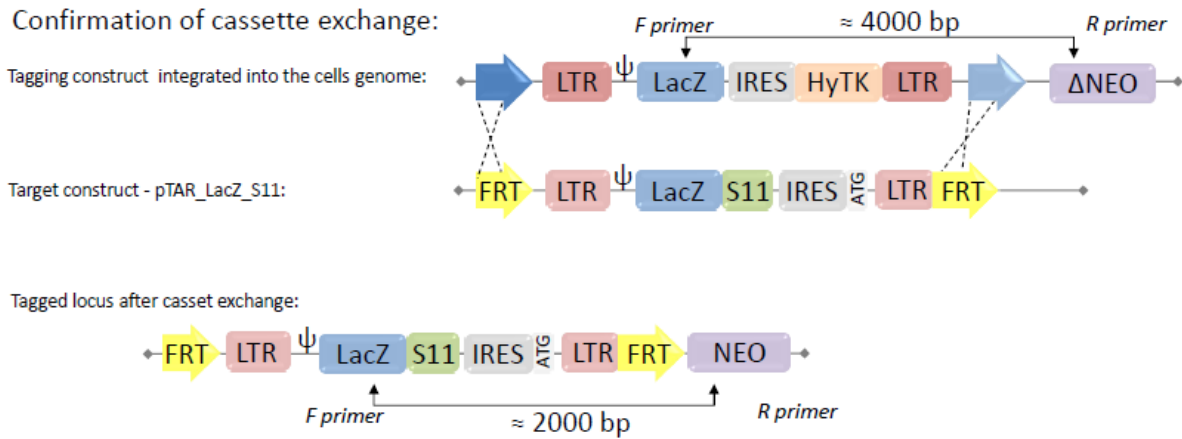 Confirmation of cassette exchange:
F primer ≈ 4000 bp R primer
Tagging construct integrated into the cells genome:
LTR ψ LacZ IRES HyTK LTR ΔNEO
Target construct - pTAR_LacZ_S11:
FRT LTR ψ LacZ S11 IRES ATG LTR FRT
Tagged locus after casset exchange:
FRT LTR ψ LacZ S11 IRES ATG LTR FRT NEO
F primer ≈ 2000 bp R primer